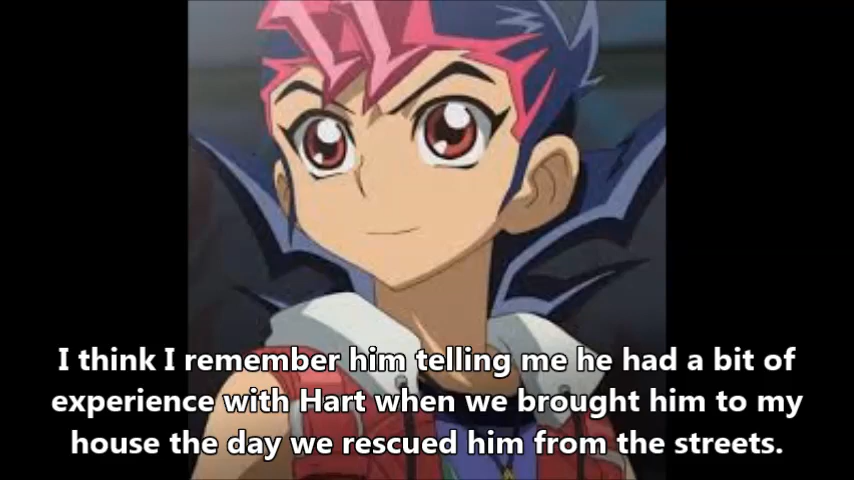 I think I remember him telling me he had a bit of
experience with Hart when we brought him to my
house the day we rescued him from the streets.